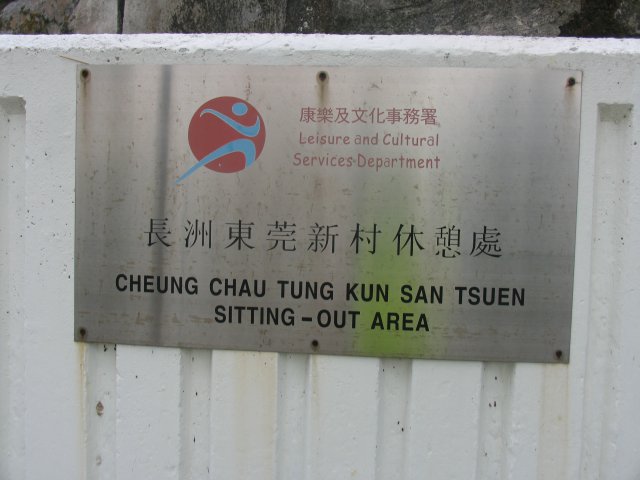 康樂及文化事務署
Leisure and Cultural
Services Department
長洲東莞新村休憩處
CHEUNG CHAU TUNG KUN SAN TSUEN
SITTING-OUT AREA